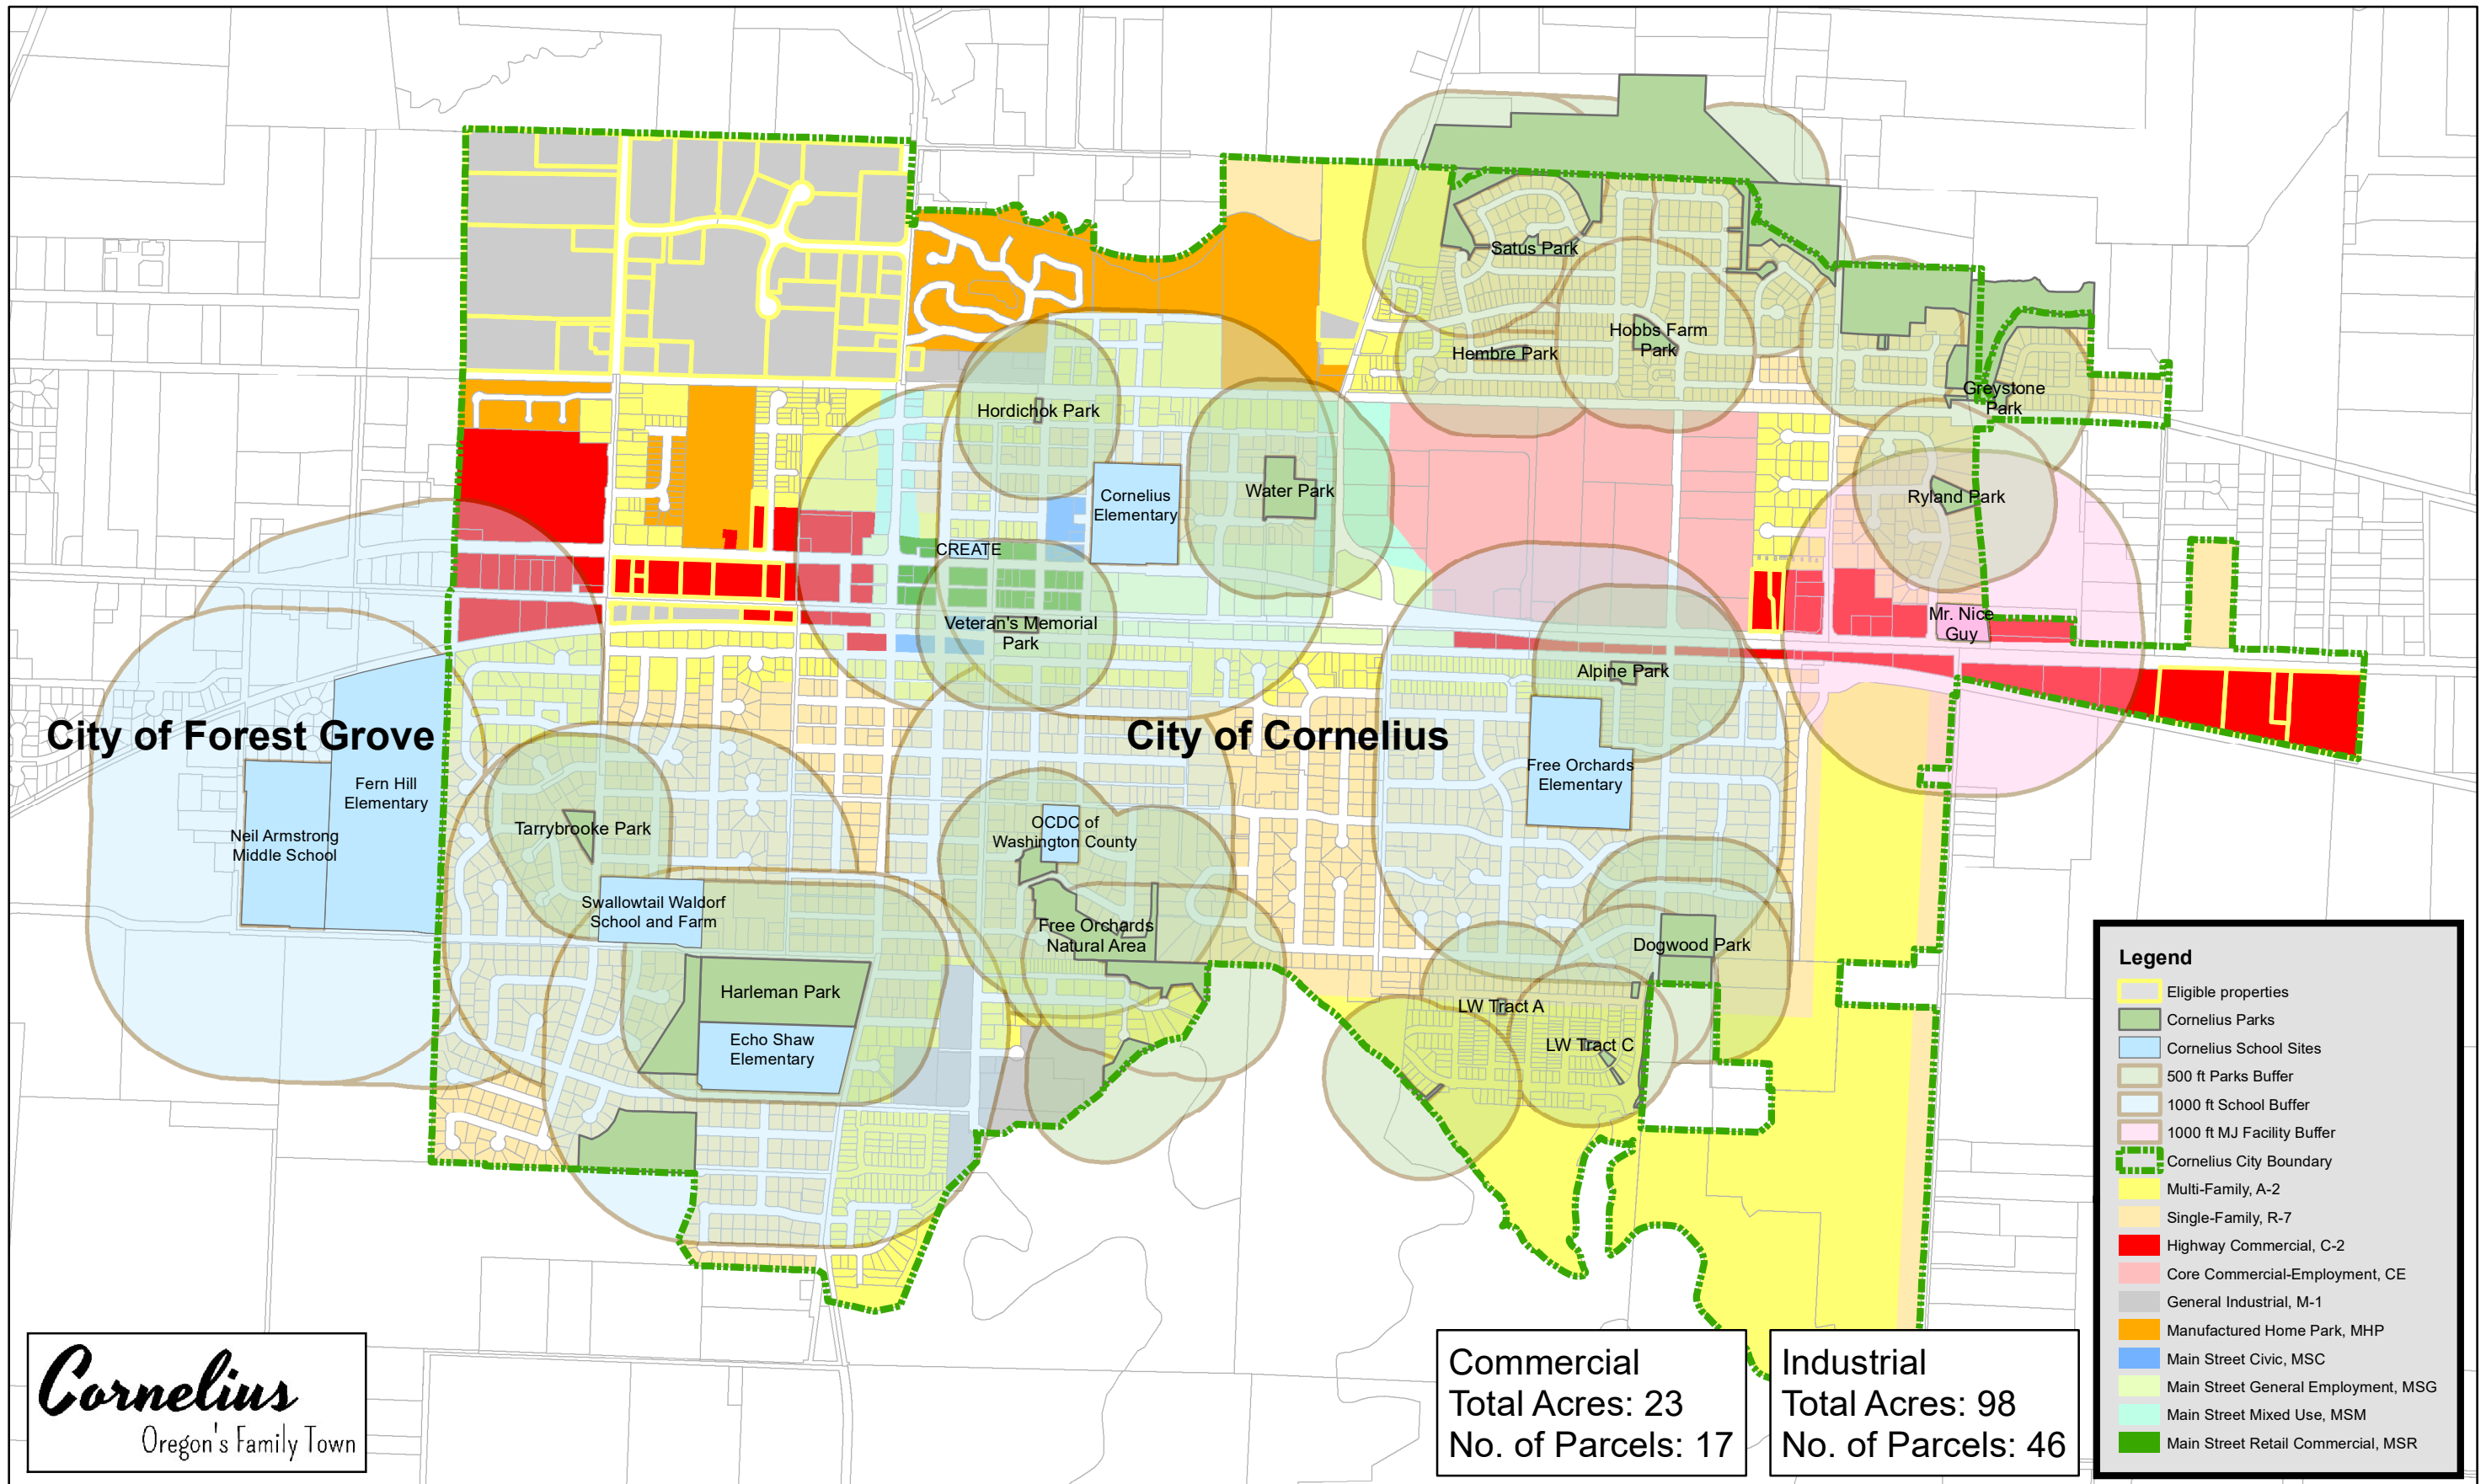 Satus Park
Hobbs Farm
Park
Hembre Park
Greystone
Park
Hordichok Park
Water Park
Cornelius
Elementary
Ryland Park
CREATE
Veteran's Memorial
Park
Mr. Nice
Guy
Alpine Park
City of Forest Grove
City of Cornelius
Fern Hill
Elementary
Neil Armstrong
Middle School
Tarrybrooke Park
OCDC of
Washington County
Free Orchards
Elementary
Swallowtail Waldorf
School and Farm
Free Orchards
Natural Area
Dogwood Park
Harleman Park
LW Tract A
Echo Shaw
Elementary
LW Tract C
Legend
Eligible properties
Cornelius Parks
Cornelius School Sites
500 ft Parks Buffer
1000 ft School Buffer
1000 ft MJ Facility Buffer
Cornelius City Boundary
Multi-Family, A-2
Single-Family, R-7
Highway Commercial, C-2
Core Commercial-Employment, CE
General Industrial, M-1
Manufactured Home Park, MHP
Main Street Civic, MSC
Main Street General Employment, MSG
Main Street Mixed Use, MSM
Main Street Retail Commercial, MSR
Cornelius
Oregon's Family Town
Commercial
Total Acres: 23
No. of Parcels: 17
Industrial
Total Acres: 98
No. of Parcels: 46